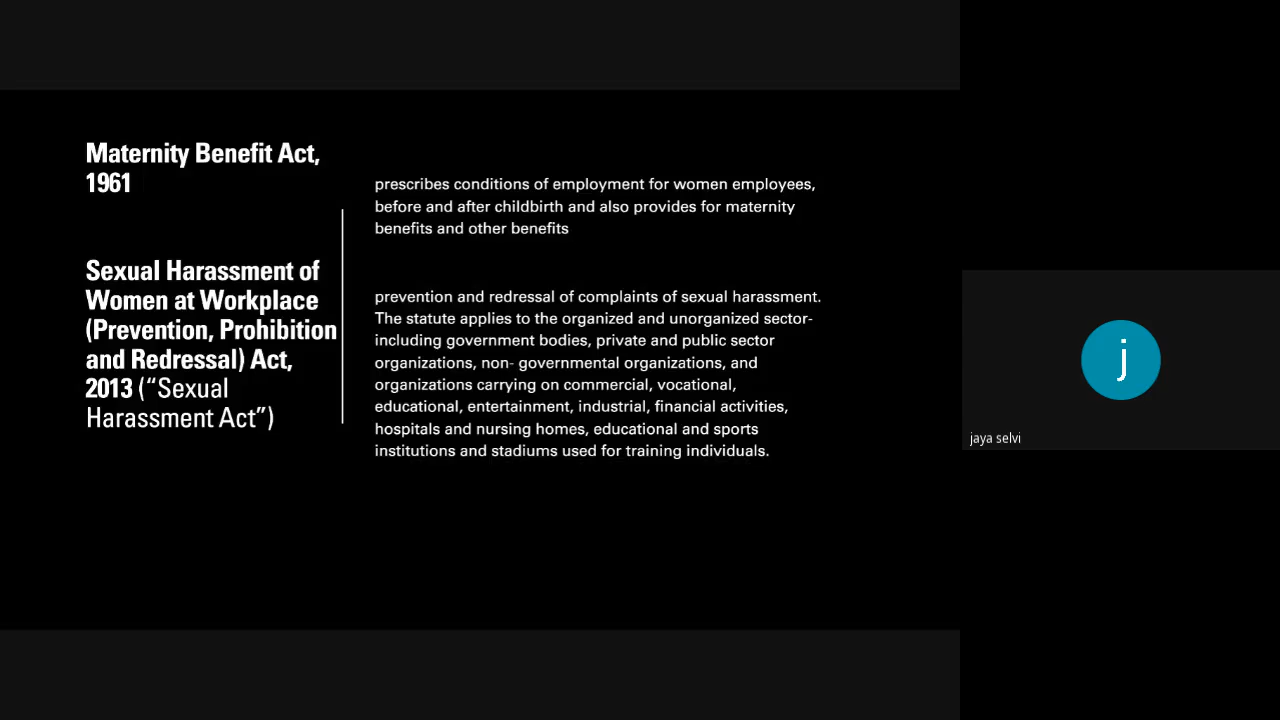 Maternity Benefit Act,
1961
prescribes conditions of employment for women employees,
before and after childbirth and also provides for maternity
benefits and other benefits
Sexual Harassment of
Women at Workplace
(Prevention, Prohibition
and Redressal) Act,
2013 (“Sexual
Harassment Act”)
prevention and redressal of complaints of sexual harassment.
The statute applies to the organized and unorganized sector-
including government bodies, private and public sector
organizations, non- governmental organizations, and
organizations carrying on commercial, vocational,
educational, entertainment, industrial, financial activities,
hospitals and nursing homes, educational and sports
institutions and stadiums used for training individuals.
j
jaya selvi